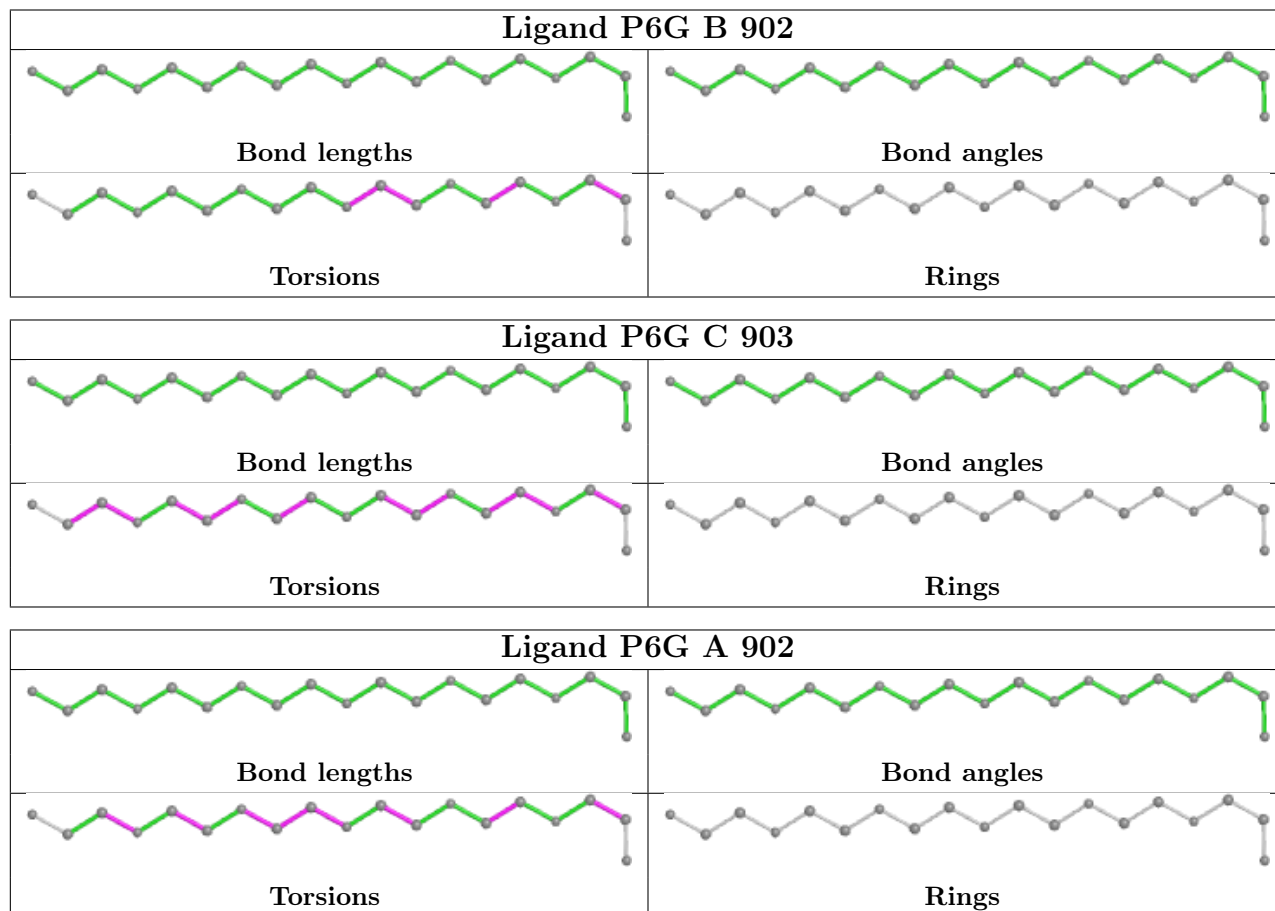 Ligand P6G B 902
Bond lengths
Bond angles
Torsions
Rings
Ligand P6G C 903
Bond lengths
Bond angles
Torsions
Rings
Ligand P6G A 902
Bond lengths
Bond angles
Torsions
Rings